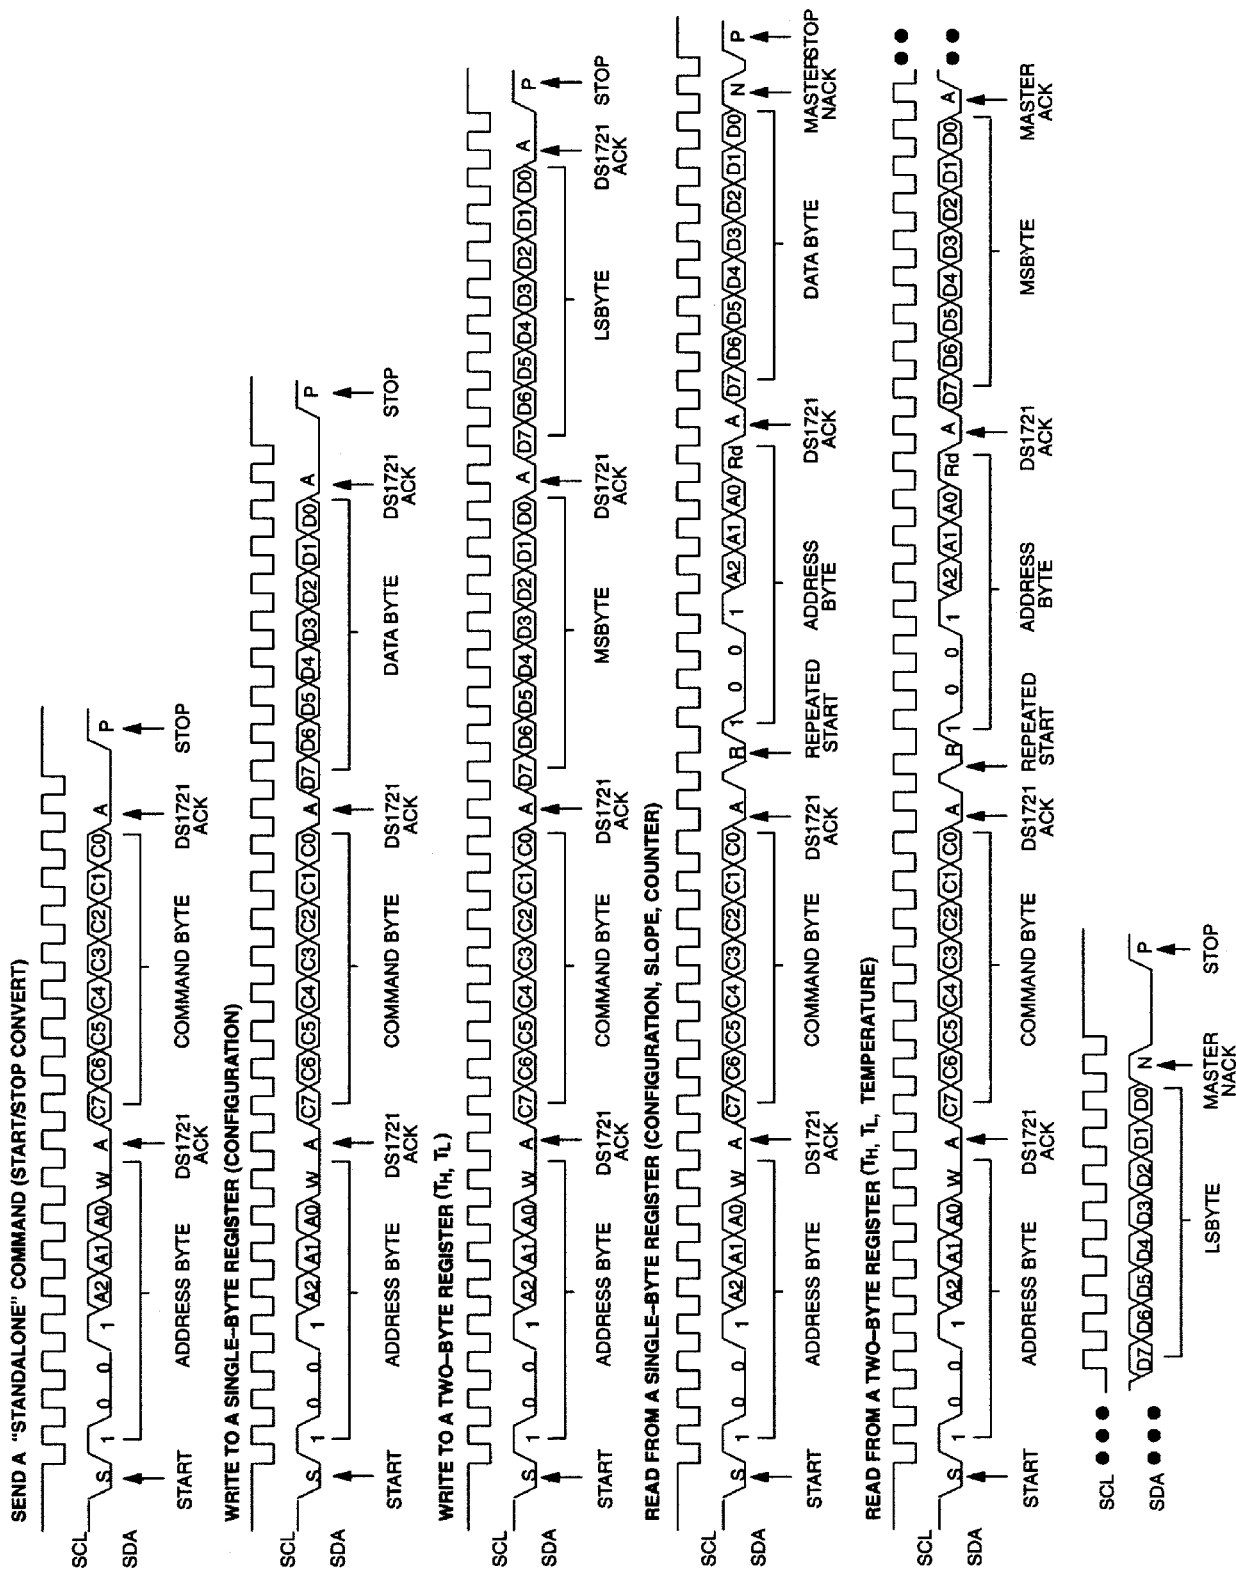 SEND A "STANDALONE" COMMAND (START/STOP CONVERT)
SCL
SDA
S 1 0 0 1 A2 A1 A0 W A C7 C6 C5 C4 C3 C2 C1 C0 A P
START ADDRESS BYTE DS1721 ACK COMMAND BYTE DS1721 ACK STOP
WRITE TO A SINGLE–BYTE REGISTER (CONFIGURATION)
SCL
SDA
S 1 0 0 1 A2 A1 A0 W A C7 C6 C5 C4 C3 C2 C1 C0 A D7 D6 D5 D4 D3 D2 D1 D0 A P
START ADDRESS BYTE DS1721 ACK COMMAND BYTE DS1721 ACK DATA BYTE DS1721 ACK STOP
WRITE TO A TWO–BYTE REGISTER (TH, TL)
SCL
SDA
S 1 0 0 1 A2 A1 A0 W A C7 C6 C5 C4 C3 C2 C1 C0 A D7 D6 D5 D4 D3 D2 D1 D0 A D7 D6 D5 D4 D3 D2 D1 D0 A P
START ADDRESS BYTE DS1721 ACK COMMAND BYTE DS1721 ACK MSBYTE DS1721 ACK LSBYTE DS1721 ACK STOP
READ FROM A SINGLE–BYTE REGISTER (CONFIGURATION, SLOPE, COUNTER)
SCL
SDA
S 1 0 0 1 A2 A1 A0 W A C7 C6 C5 C4 C3 C2 C1 C0 A R 1 0 0 1 A2 A1 A0 Rd A D7 D6 D5 D4 D3 D2 D1 D0 N P
START ADDRESS BYTE DS1721 ACK COMMAND BYTE DS1721 ACK REPEATED START ADDRESS BYTE DS1721 ACK DATA BYTE MASTER NACK STOP
READ FROM A TWO–BYTE REGISTER (TH, TL, TEMPERATURE)
SCL
SDA
S 1 0 0 1 A2 A1 A0 W A C7 C6 C5 C4 C3 C2 C1 C0 A R 1 0 0 1 A2 A1 A0 Rd A D7 D6 D5 D4 D3 D2 D1 D0 A
START ADDRESS BYTE DS1721 ACK COMMAND BYTE DS1721 ACK REPEATED START ADDRESS BYTE DS1721 ACK MSBYTE MASTER ACK
SCL
SDA
D7 D6 D5 D4 D3 D2 D1 D0 N P
LSBYTE MASTER NACK STOP